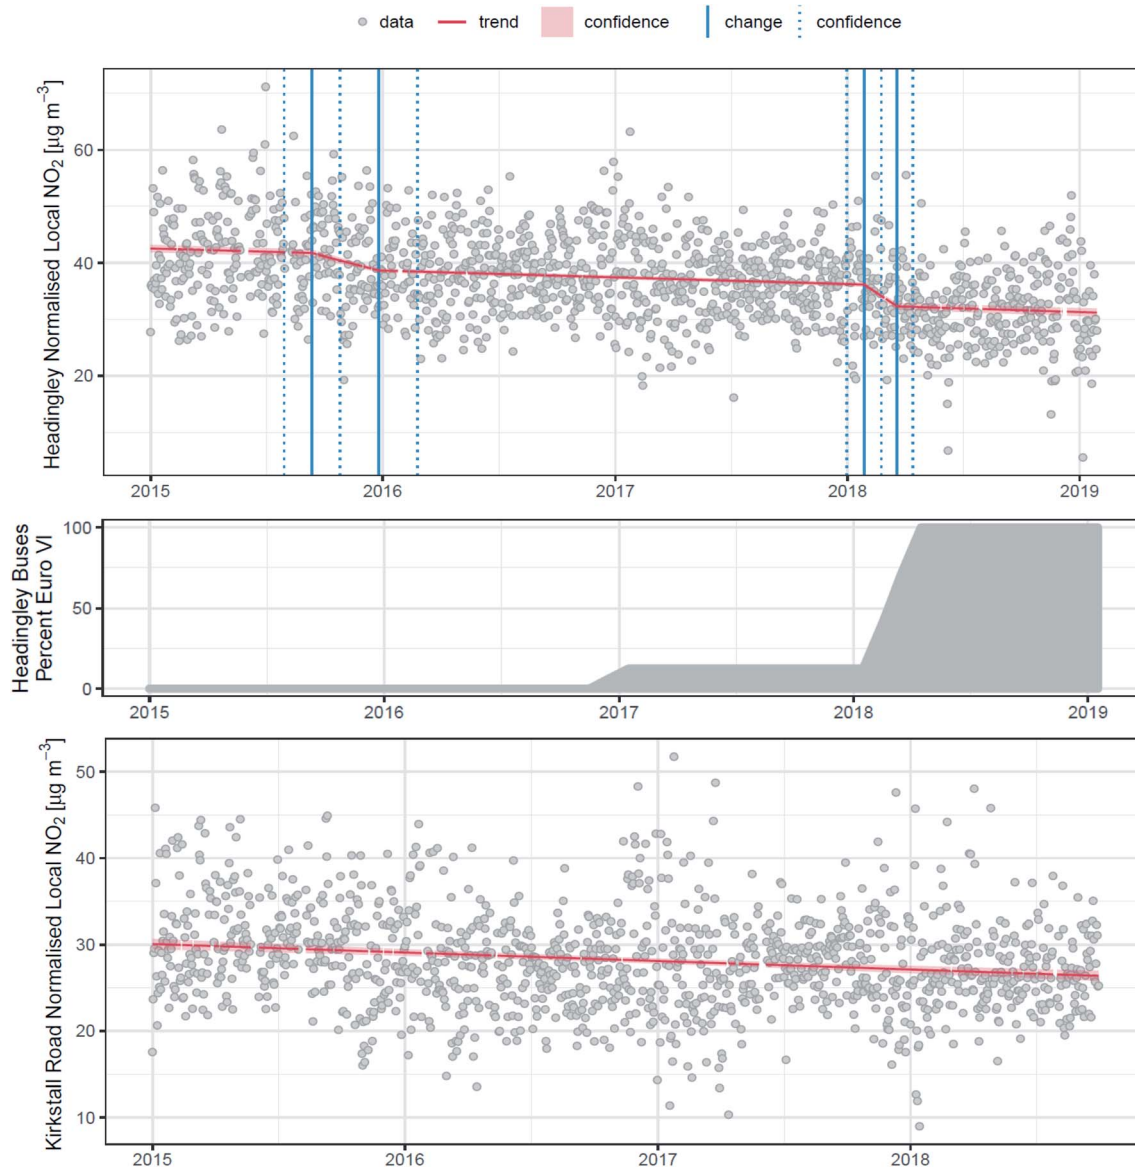 data trend confidence change confidence
Headingley Normalised Local NO₂ [µg m⁻³]
60
40
20
2015 2016 2017 2018 2019
Headingley Buses
Percent Euro VI
100
50
0
2015 2016 2017 2018 2019
Kirkstall Road Normalised Local NO₂ [µg m⁻³]
50
40
30
20
10
2015 2016 2017 2018